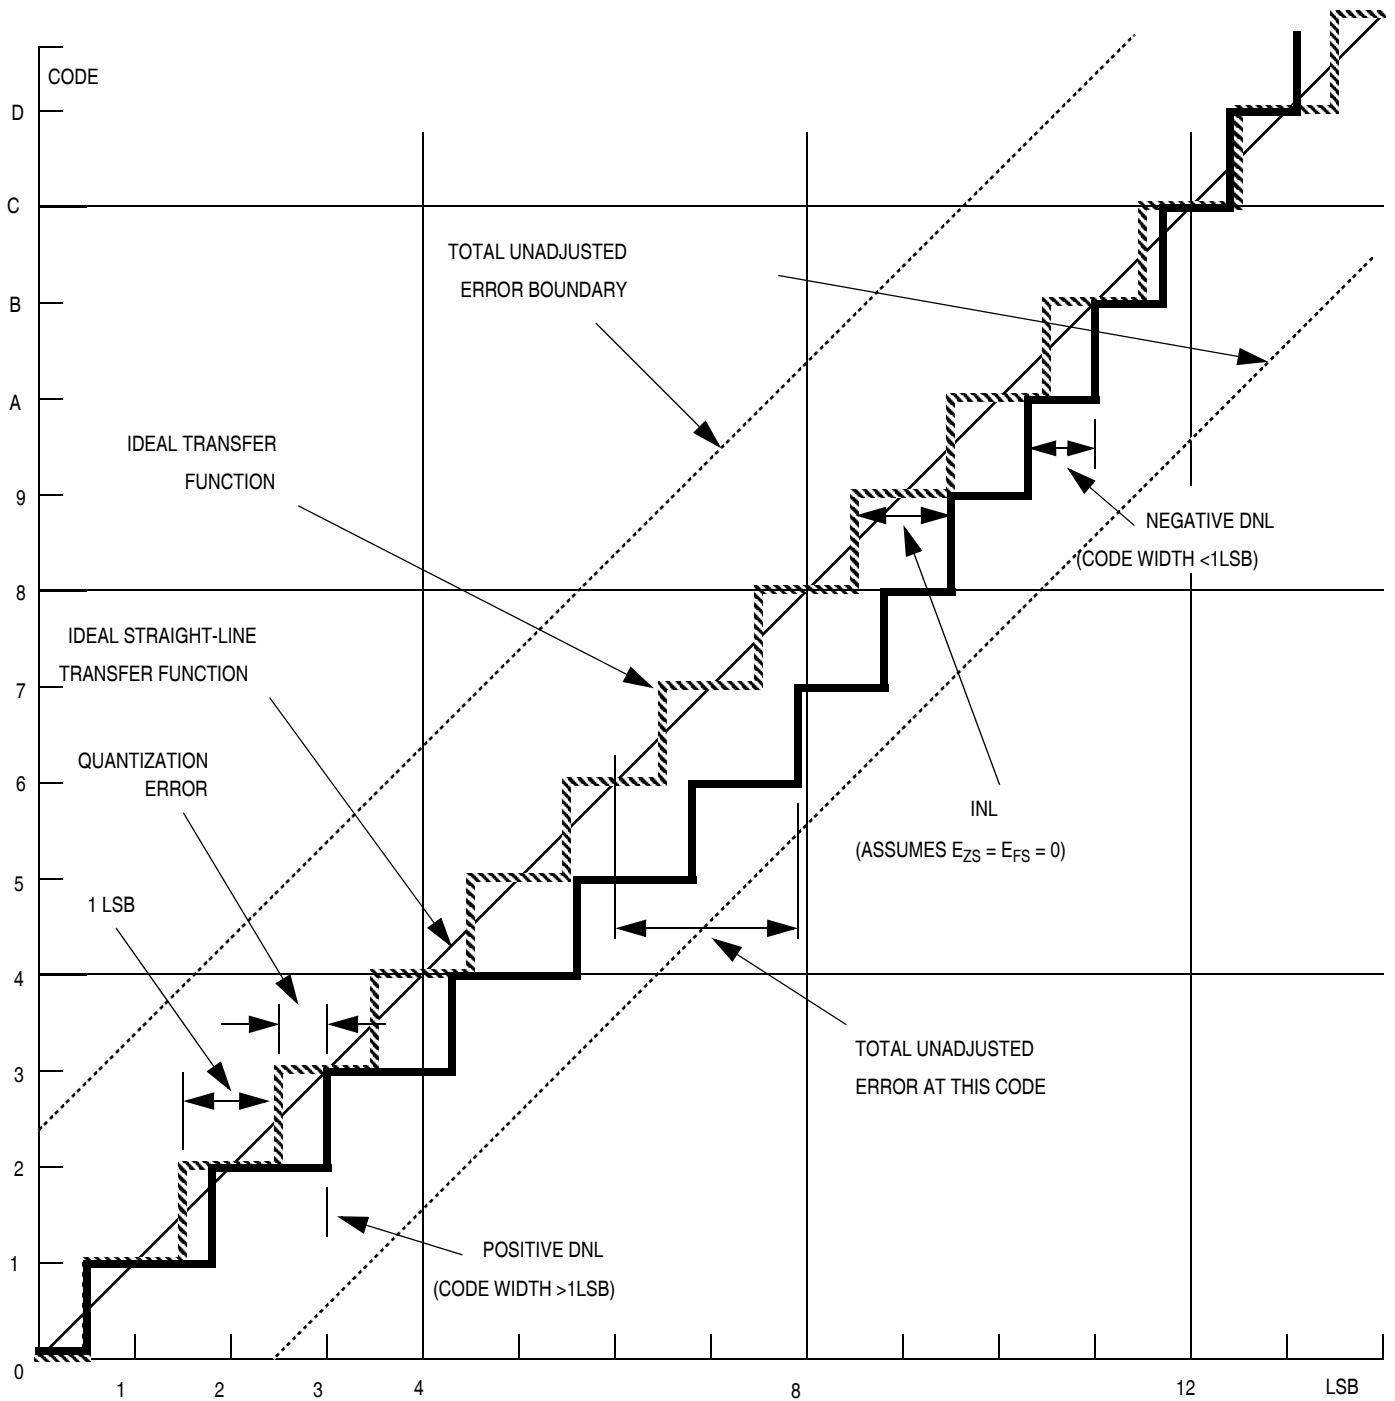 CODE
D
C
TOTAL UNADJUSTED
ERROR BOUNDARY
B
A
IDEAL TRANSFER
FUNCTION
9
NEGATIVE DNL
(CODE WIDTH <1LSB)
8
IDEAL STRAIGHT-LINE
TRANSFER FUNCTION
7
QUANTIZATION
ERROR
6
INL
(ASSUMES EZS = EFS = 0)
5
1 LSB
4
TOTAL UNADJUSTED
ERROR AT THIS CODE
3
2
POSITIVE DNL
(CODE WIDTH >1LSB)
1
0
1 2 3 4 8 12 LSB